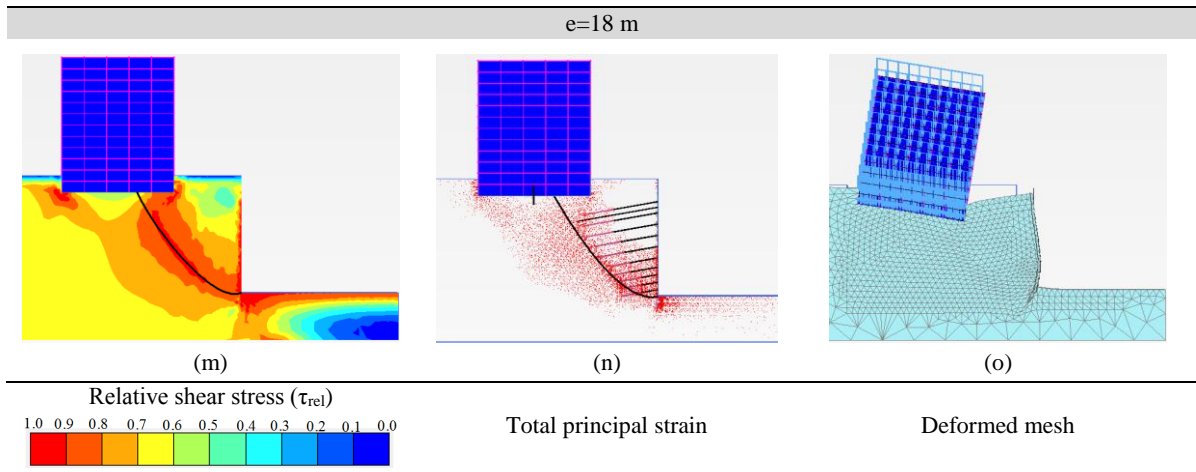 e=18 m
(m)
(n)
(o)
Relative shear stress (τrel)
1.0 0.9 0.8 0.7 0.6 0.5 0.4 0.3 0.2 0.1 0.0
Total principal strain
Deformed mesh